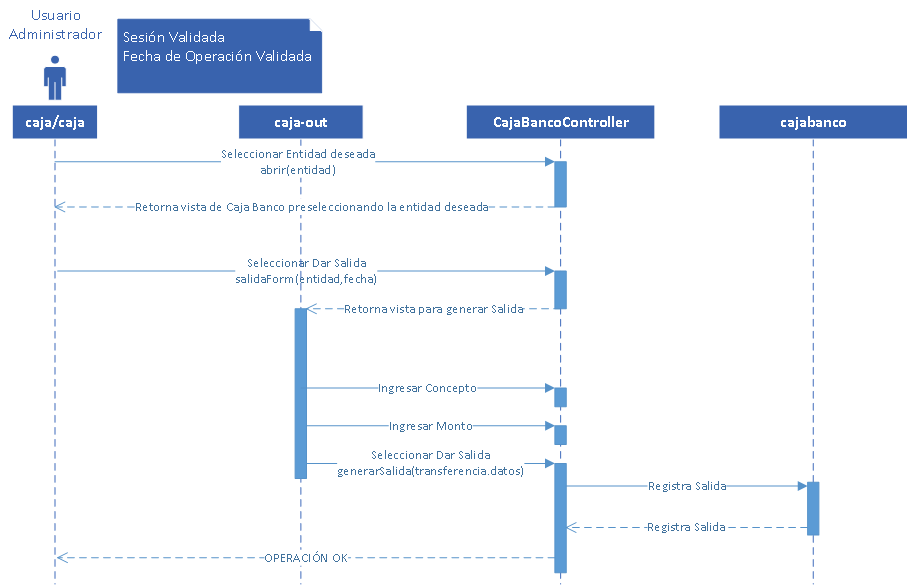 Usuario
Administrador
Sesión Validada
Fecha de Operación Validada
caja/caja
caja-out
CajaBancoController
cajabanco
Seleccionar Entidad deseada
abrir(entidad)
Retorna vista de Caja Banco preseleccionando la entidad deseada
Seleccionar Dar Salida
salidaForm(entidad,fecha)
Retorna vista para generar Salida
Ingresar Concepto
Ingresar Monto
Seleccionar Dar Salida
generarSalida(transferencia.datos)
Registra Salida
Registra Salida
OPERACIÓN OK